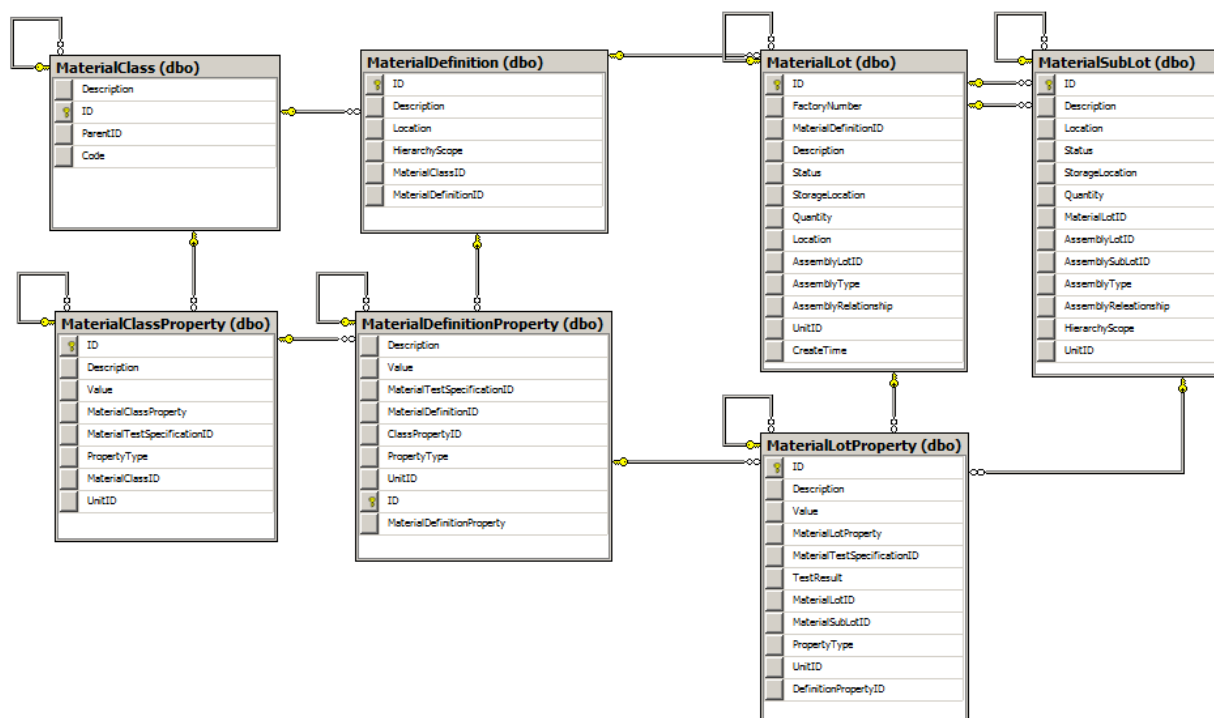 MaterialClass (dbo)
Description
ID
ParentID
Code
MaterialDefinition (dbo)
ID
Description
Location
HierarchyScope
MaterialClassID
MaterialDefinitionID
MaterialLot (dbo)
ID
FactoryNumber
MaterialDefinitionID
Description
Status
StorageLocation
Quantity
Location
AssemblyLotID
AssemblyType
AssemblyRelationship
UnitID
CreateTime
MaterialSubLot (dbo)
ID
Description
Location
Status
StorageLocation
Quantity
MaterialLotID
AssemblyLotID
AssemblySubLotID
AssemblyType
AssemblyReleationship
HierarchyScope
UnitID
MaterialClassProperty (dbo)
ID
Description
Value
MaterialClassProperty
MaterialTestSpecificationID
PropertyType
MaterialClassID
UnitID
MaterialDefinitionProperty (dbo)
Description
Value
MaterialTestSpecificationID
MaterialDefinitionID
ClassPropertyID
PropertyType
UnitID
ID
MaterialDefinitionProperty
MaterialLotProperty (dbo)
ID
Description
Value
MaterialLotProperty
MaterialTestSpecificationID
TestResult
MaterialLotID
MaterialSubLotID
PropertyType
UnitID
DefinitionPropertyID